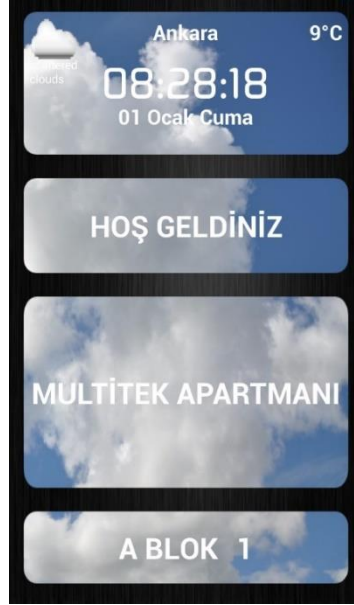 Ankara 9°C
clouds
08:28:18
01 Ocak Cuma
HOŞ GELDİNİZ
MULTİTEK APARTMANI
A BLOK 1